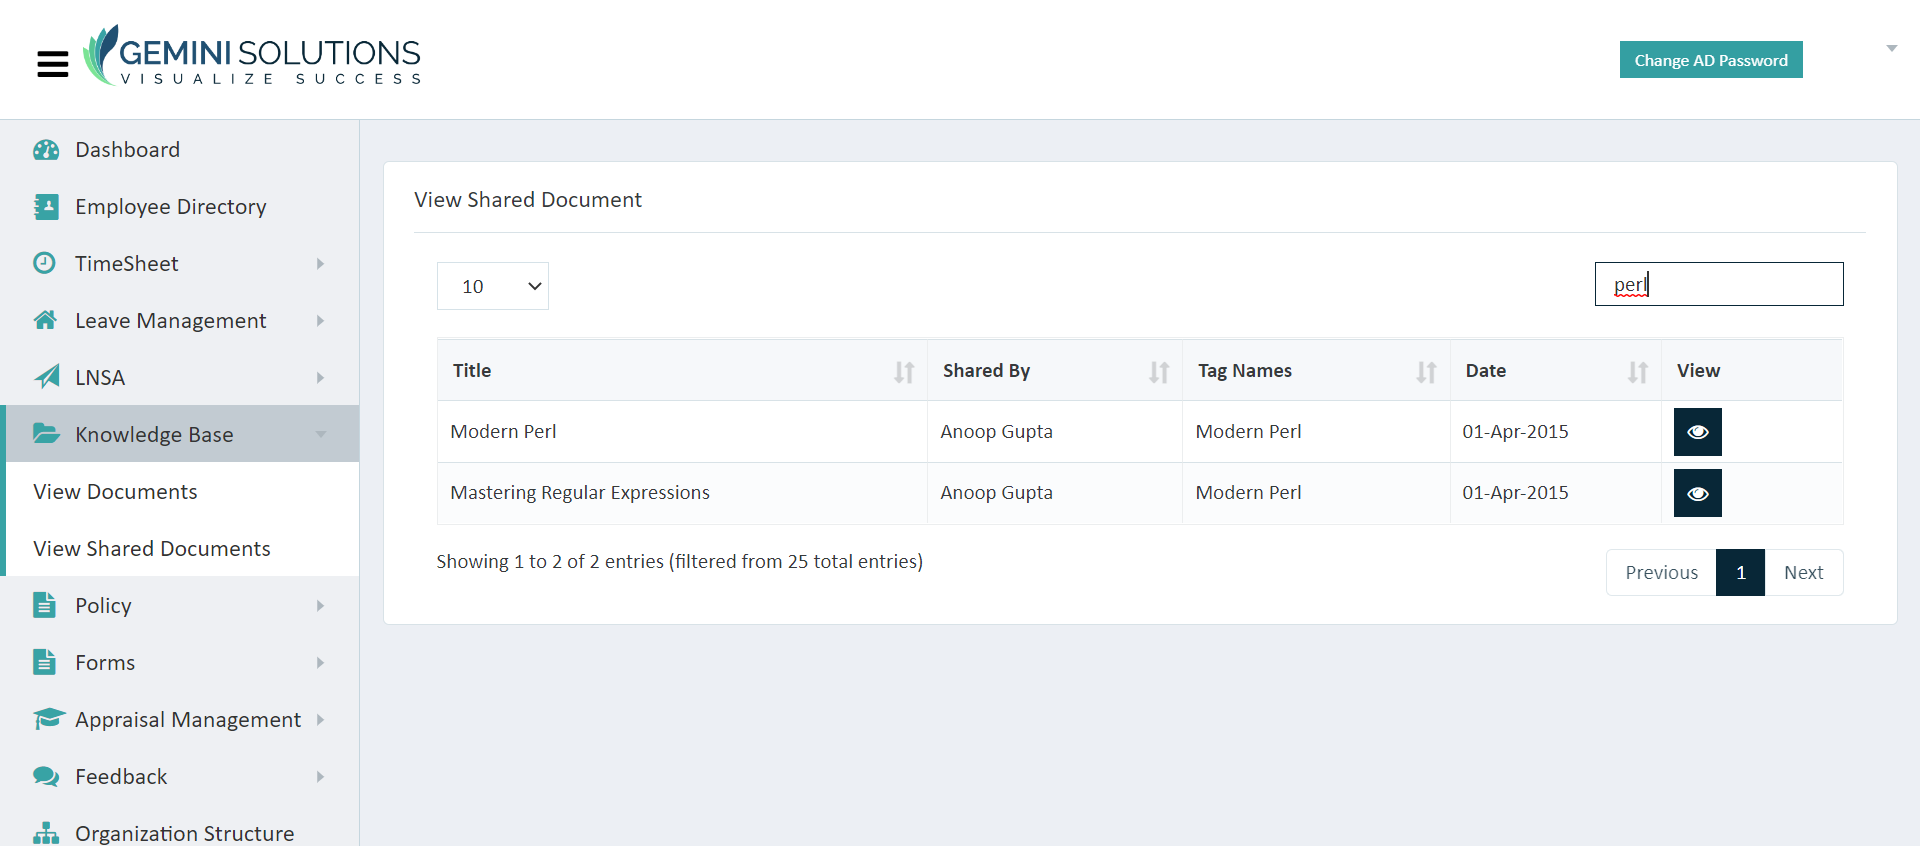 GEMINI SOLUTIONS
VISUALIZE SUCCESS
Change AD Password
Dashboard
Employee Directory
TimeSheet
Leave Management
LNSA
Knowledge Base
View Documents
View Shared Documents
Policy
Forms
Appraisal Management
Feedback
Organization Structure
View Shared Document
10
perl
Title Shared By Tag Names Date View
Modern Perl Anoop Gupta Modern Perl 01-Apr-2015
Mastering Regular Expressions Anoop Gupta Modern Perl 01-Apr-2015
Showing 1 to 2 of 2 entries (filtered from 25 total entries)
Previous 1 Next